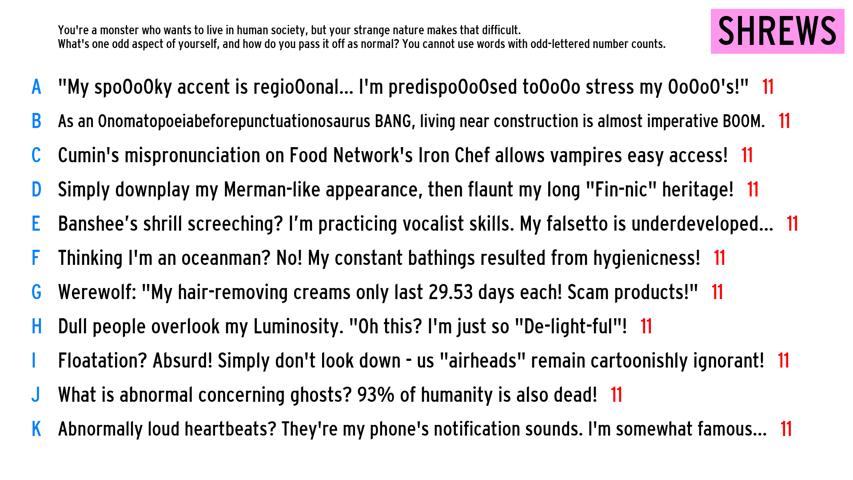 You're a monster who wants to live in human society, but your strange nature makes that difficult.
What's one odd aspect of yourself, and how do you pass it off as normal? You cannot use words with odd-lettered number counts.
SHREWS
A "My spoOoOky accent is regioOonal... I'm predispoOoOsed toOoOo stress my OoOoO's!" 11
B As an Onomatopoeiabeforepunctuationosaurus BANG, living near construction is almost imperative BOOM. 11
C Cumin's mispronunciation on Food Network's Iron Chef allows vampires easy access! 11
D Simply downplay my Merman-like appearance, then flaunt my long "Fin-nic" heritage! 11
E Banshee's shrill screeching? I'm practicing vocalist skills. My falsetto is underdeveloped... 11
F Thinking I'm an oceanman? No! My constant bathings resulted from hygienicness! 11
G Werewolf: "My hair-removing creams only last 29.53 days each! Scam products!" 11
H Dull people overlook my Luminosity. "Oh this? I'm just so "De-light-ful"! 11
I Floatation? Absurd! Simply don't look down - us "airheads" remain cartoonishly ignorant! 11
J What is abnormal concerning ghosts? 93% of humanity is also dead! 11
K Abnormally loud heartbeats? They're my phone's notification sounds. I'm somewhat famous... 11